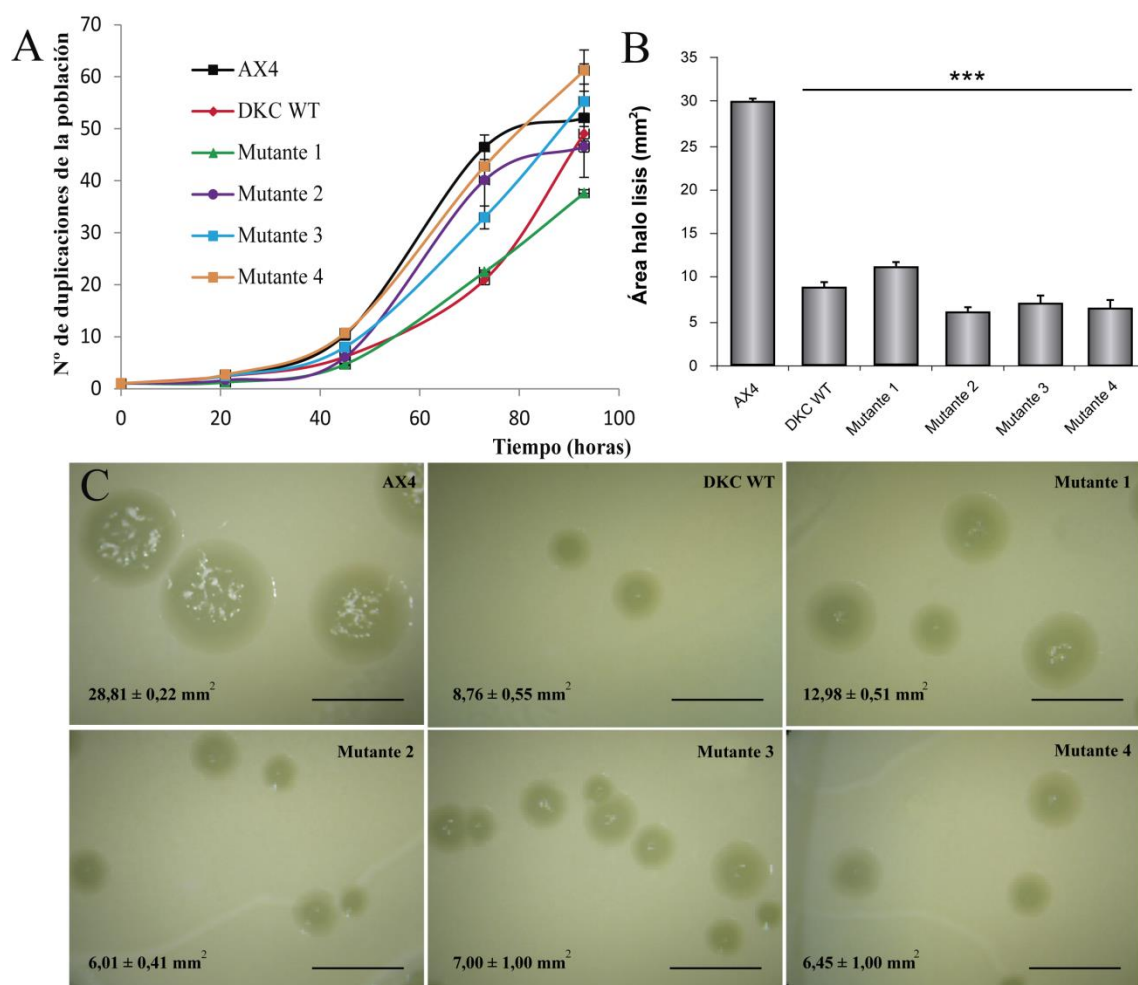 A
Nº de duplicaciones de la población
70
60
50
40
30
20
10
0
AX4
DKC WT
Mutante 1
Mutante 2
Mutante 3
Mutante 4
0
20
40
60
80
100
Tiempo (horas)
B
Área halo lisis (mm²)
35
30
25
20
15
10
5
0
***
AX4
DKC WT
Mutante 1
Mutante 2
Mutante 3
Mutante 4
C
AX4
28,81 ± 0,22 mm²
DKC WT
8,76 ± 0,55 mm²
Mutante 1
12,98 ± 0,51 mm²
Mutante 2
6,01 ± 0,41 mm²
Mutante 3
7,00 ± 1,00 mm²
Mutante 4
6,45 ± 1,00 mm²